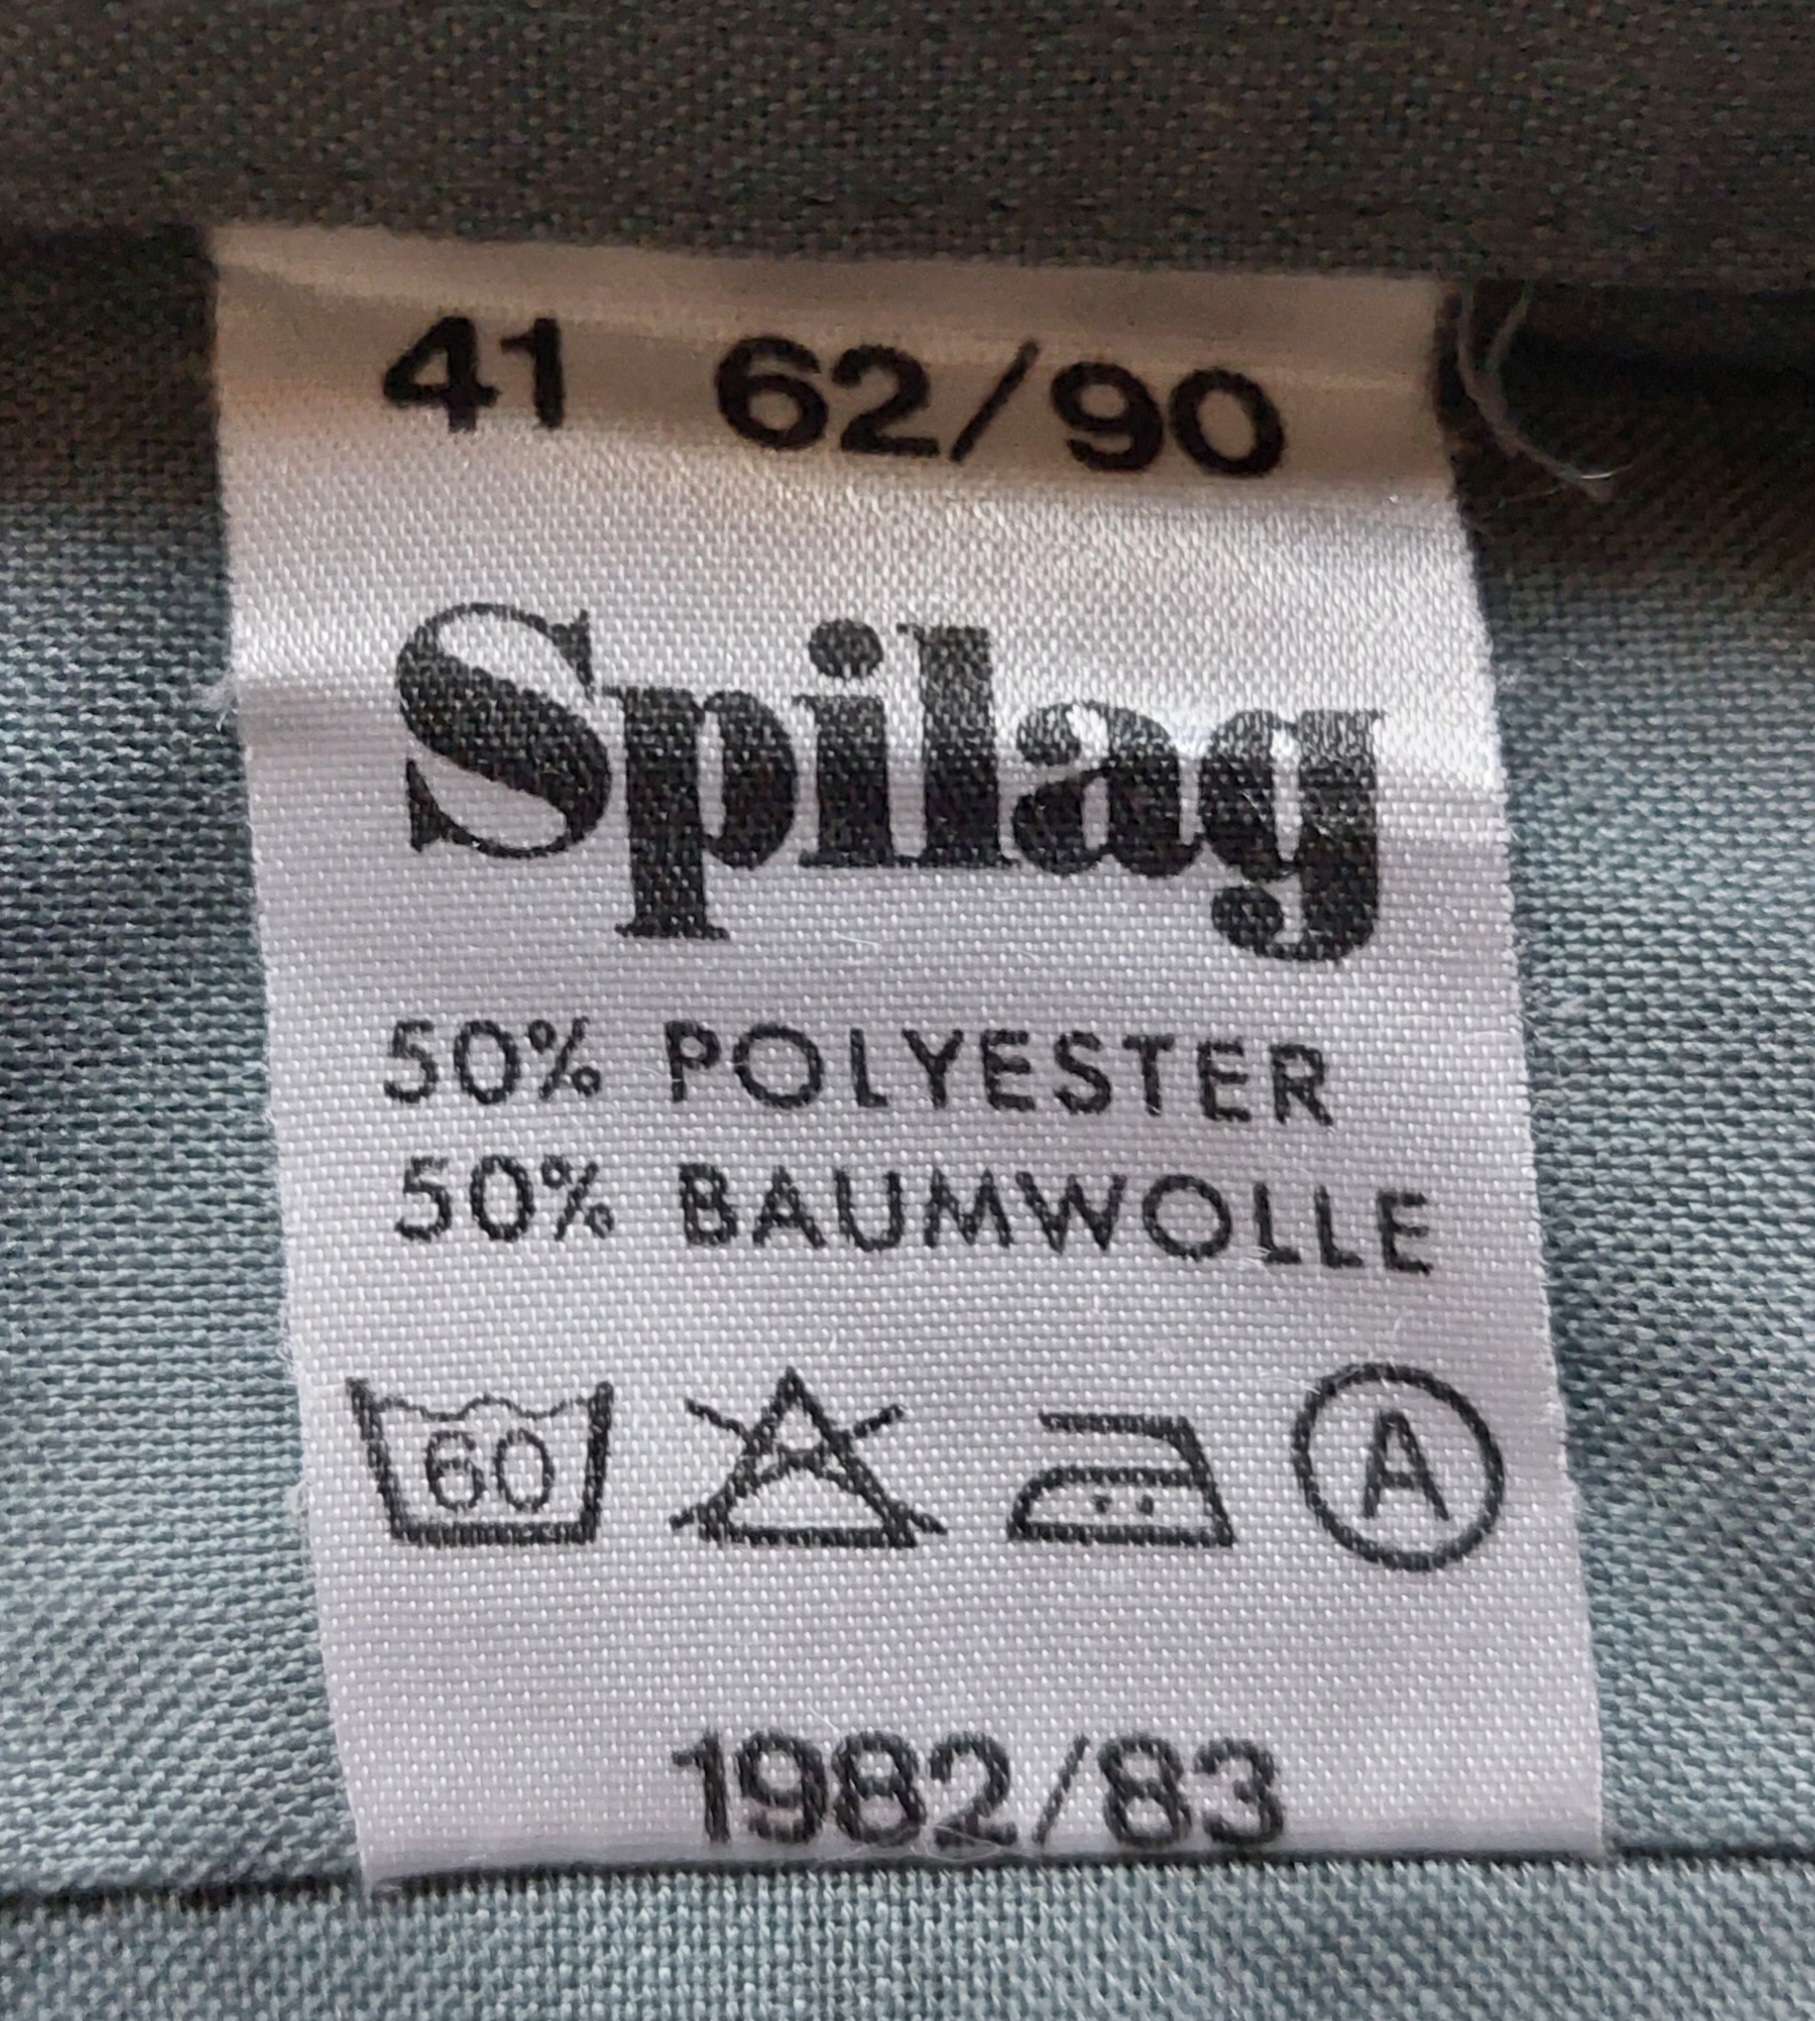 41 62/90
Spilag
50% POLYESTER
50% BAUMWOLLE
60 A
1982/83